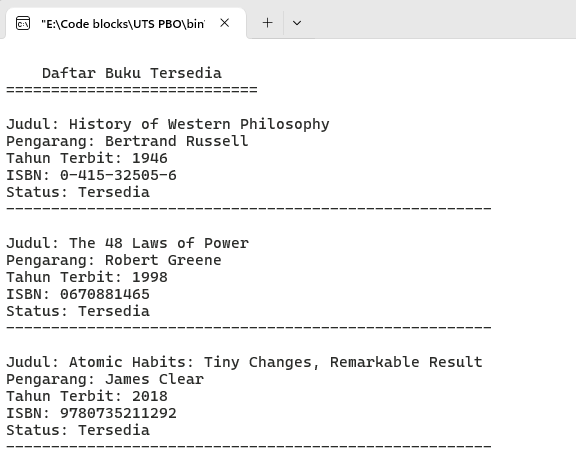 "E:\Code blocks\UTS PBO\bin\
Daftar Buku Tersedia
============================
Judul: History of Western Philosophy
Pengarang: Bertrand Russell
Tahun Terbit: 1946
ISBN: 0-415-32505-6
Status: Tersedia
------------------------------------------------------
Judul: The 48 Laws of Power
Pengarang: Robert Greene
Tahun Terbit: 1998
ISBN: 0670881465
Status: Tersedia
------------------------------------------------------
Judul: Atomic Habits: Tiny Changes, Remarkable Result
Pengarang: James Clear
Tahun Terbit: 2018
ISBN: 9780735211292
Status: Tersedia
------------------------------------------------------